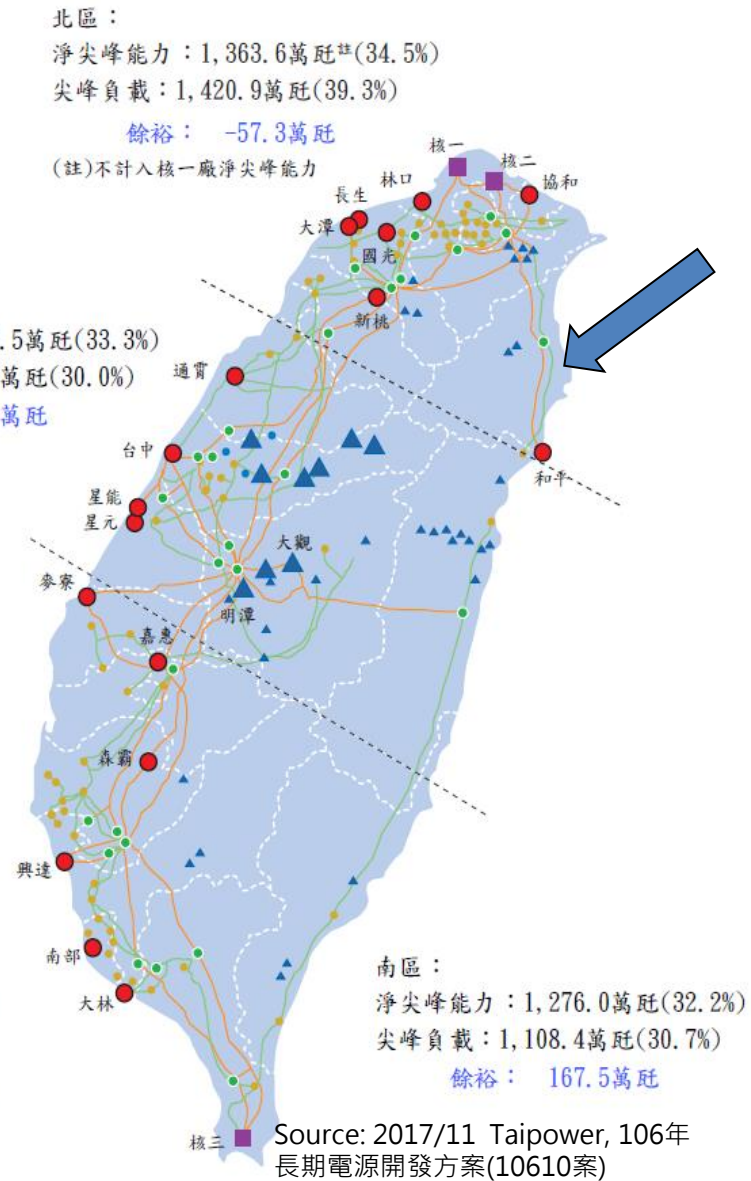 北區：
淨尖峰能力：1,363.6萬瓩註(34.5%)
尖峰負載：1,420.9萬瓩(39.3%)
餘裕： -57.3萬瓩
(註)不計入核一廠淨尖峰能力
核一
核二
林口
協和
長生
大潭
國光
新桃
.5萬瓩(33.3%)
萬瓩(30.0%)
萬瓩
通霄
台中
和平
星能
星元
大觀
麥寮
明潭
嘉惠
森霸
興達
南部
大林
南區：
淨尖峰能力：1,276.0萬瓩(32.2%)
尖峰負載：1,108.4萬瓩(30.7%)
餘裕： 167.5萬瓩
核三
Source: 2017/11 Taipower, 106年
長期電源開發方案(10610案)